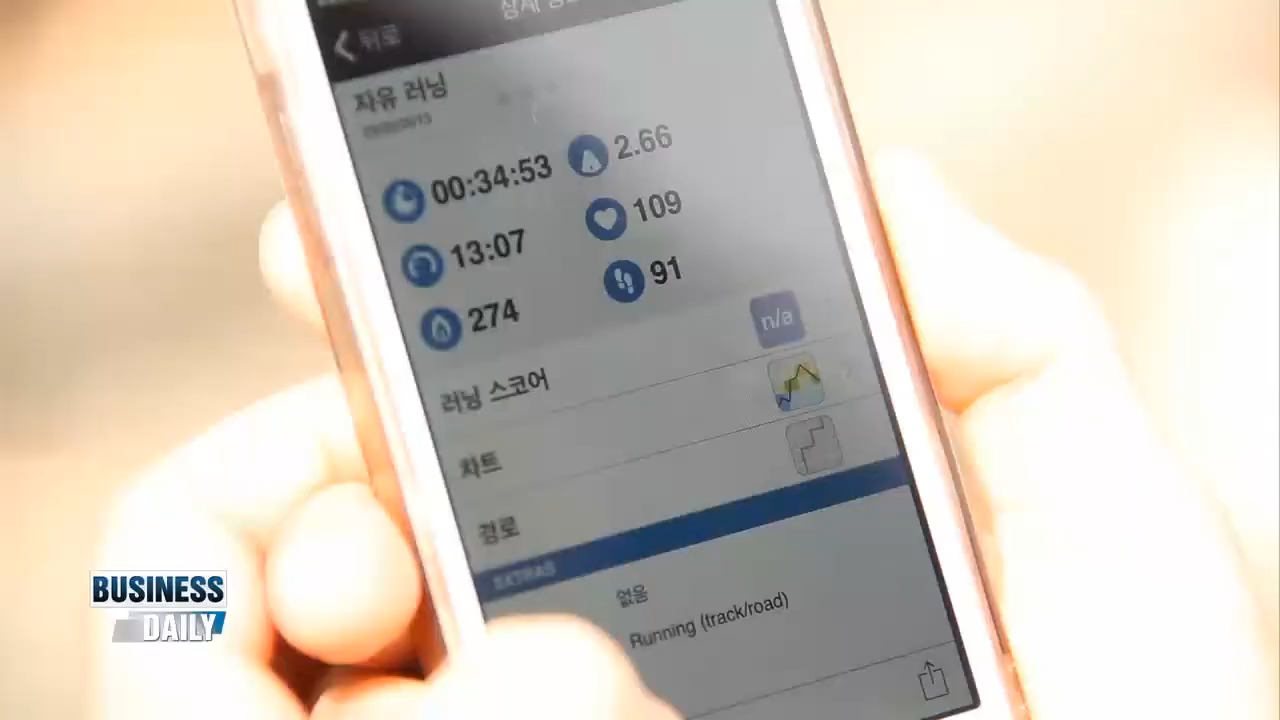 뒤로
자유 러닝
00:34:53
2.66
13:07
109
274
91
러닝 스코어
n/a
차트
경로
EXTRAS
없음
Running (track/road)
BUSINESS
DAILY